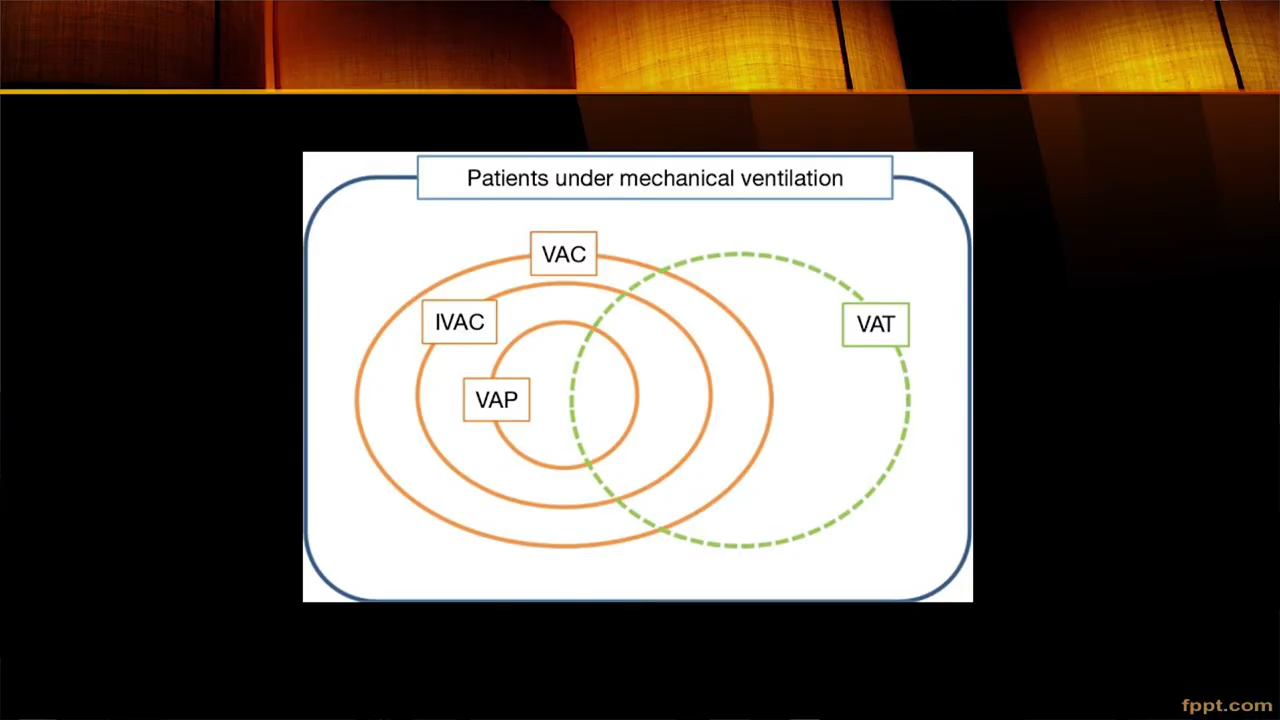 Patients under mechanical ventilation
VAC
IVAC
VAT
VAP
fppt.com